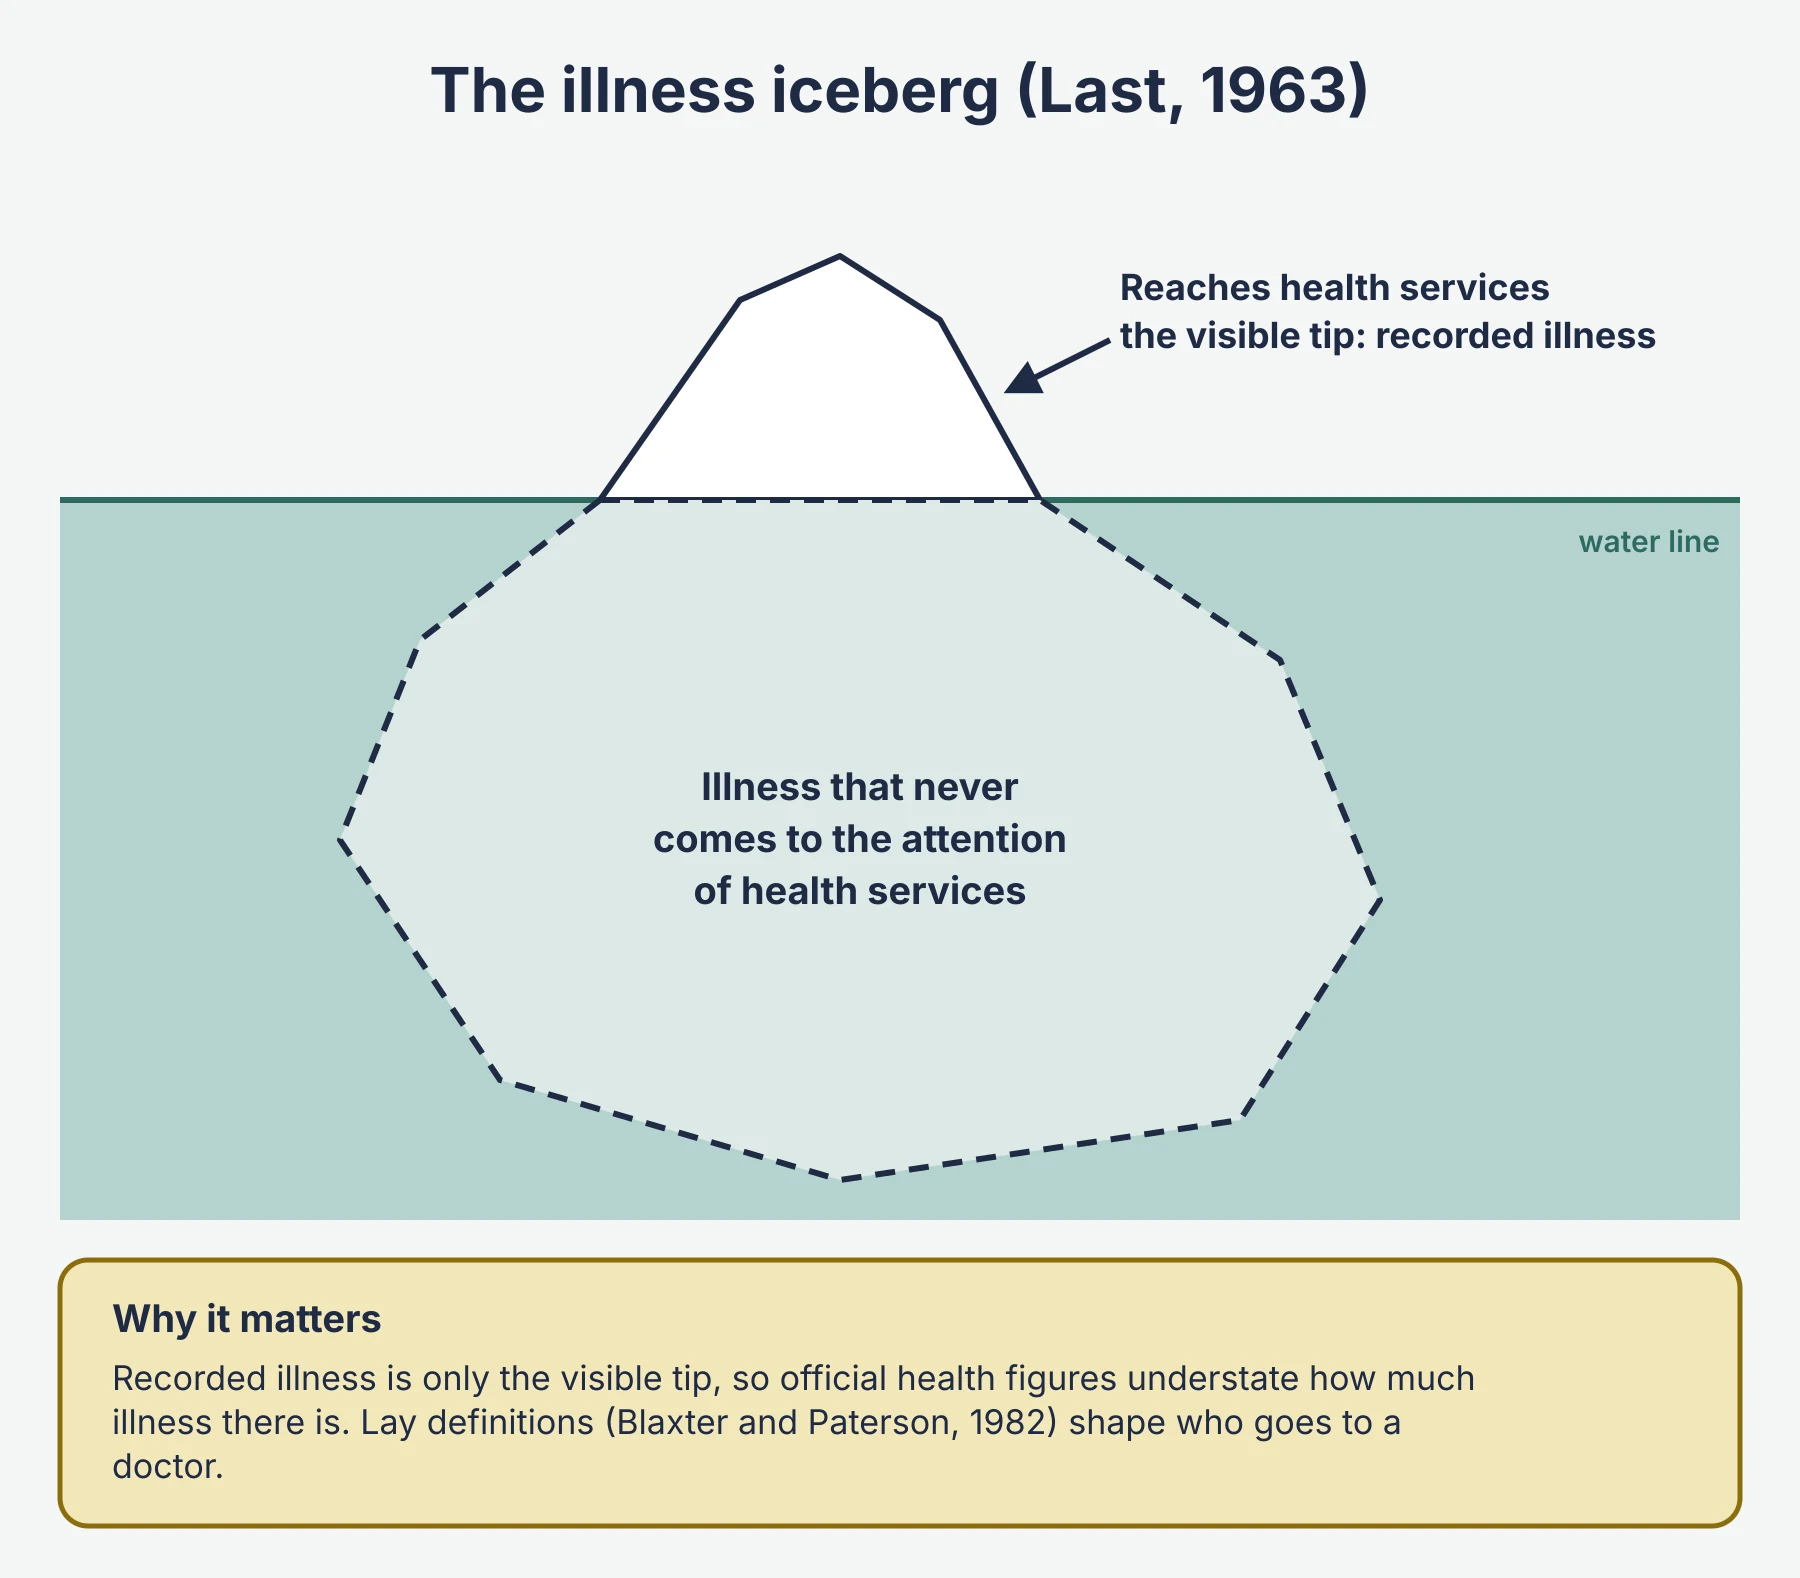 The illness iceberg (Last, 1963)
Reaches health services
the visible tip: recorded illness
water line
Illness that never
comes to the attention
of health services
Why it matters
Recorded illness is only the visible tip, so official health figures understate how much
illness there is. Lay definitions (Blaxter and Paterson, 1982) shape who goes to a
doctor.